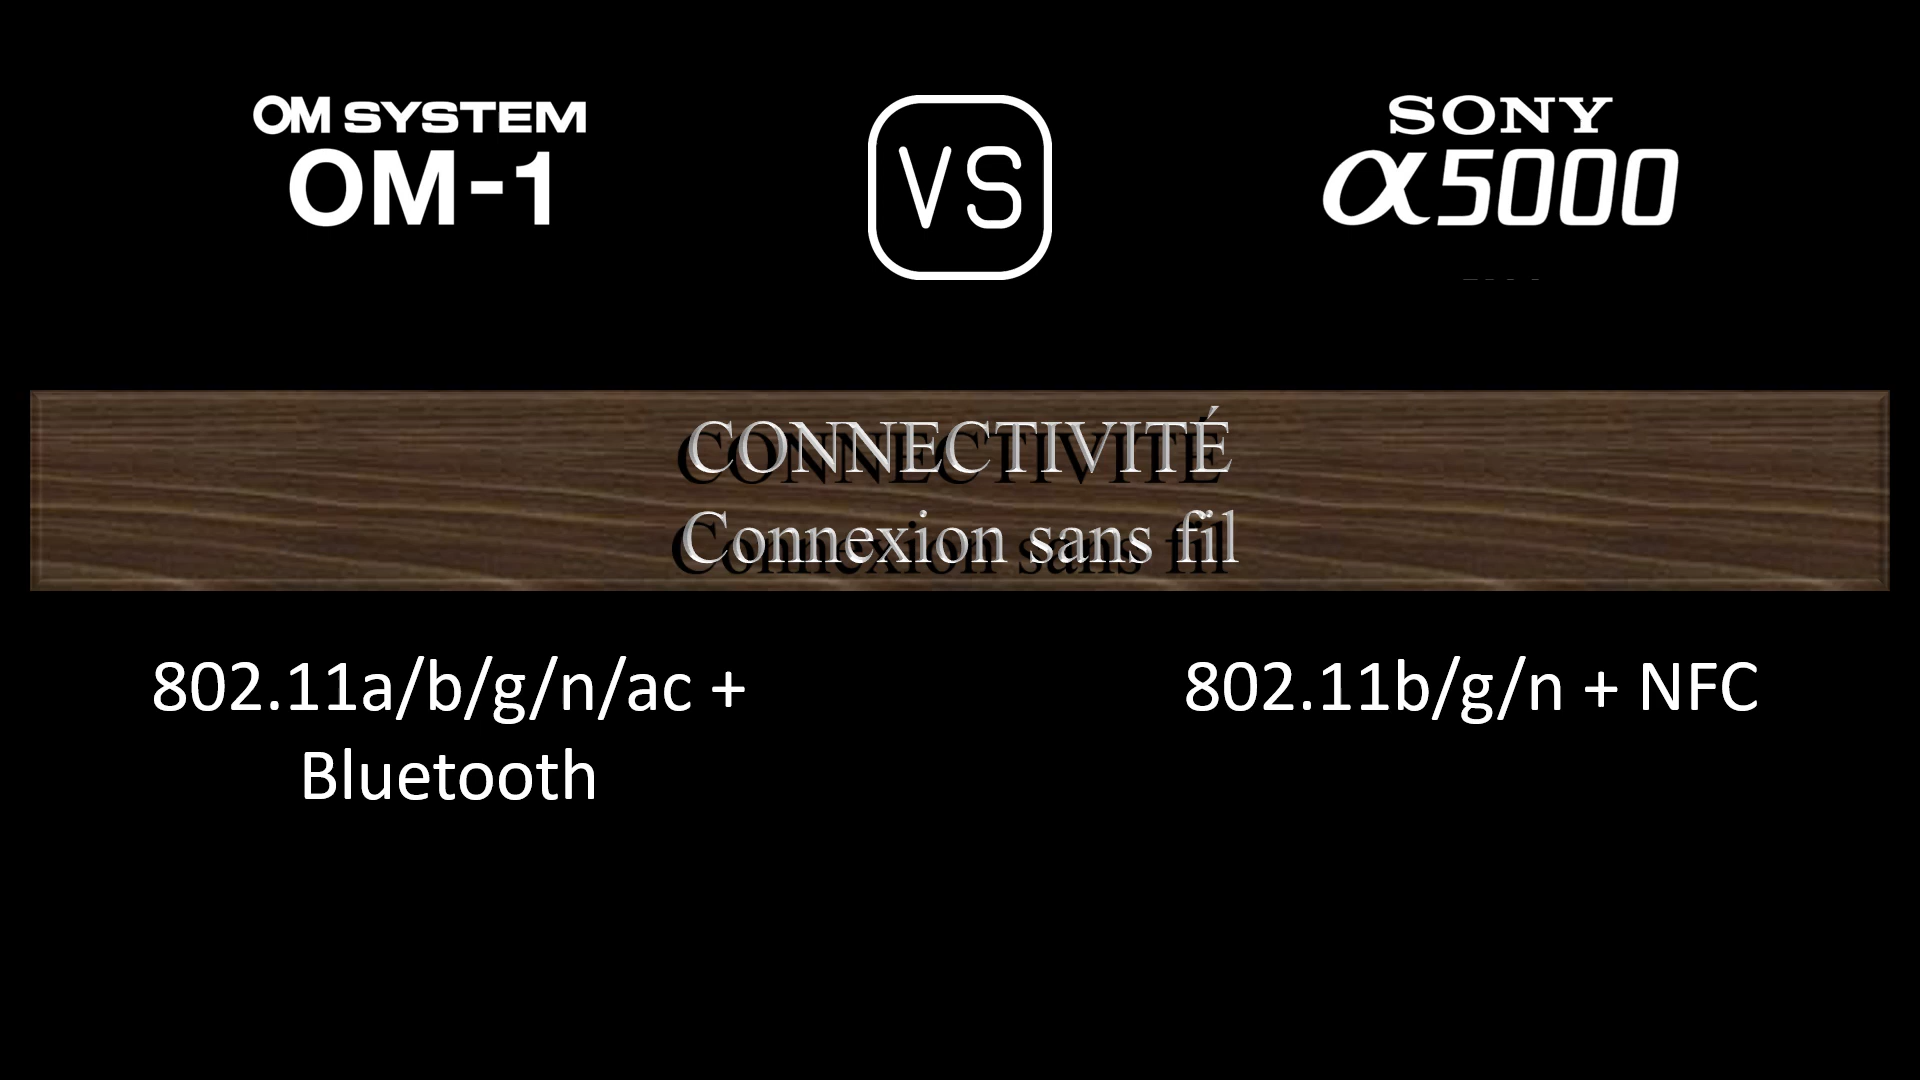 OM SYSTEM
OM-1
VS
SONY
α5000
CONNECTIVITÉ
Connexion sans fil
802.11a/b/g/n/ac +
Bluetooth
802.11b/g/n + NFC